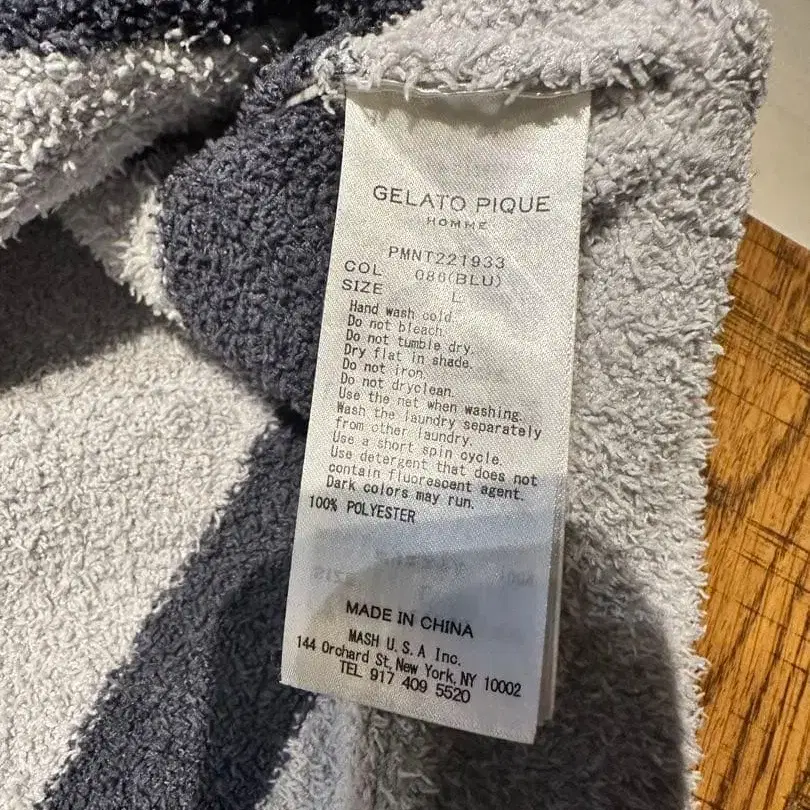 GELATO PIQUE
HOMME
PMNT221933
COL 086(BLU)
SIZE L
Hand wash cold.
Do not bleach.
Do not tumble dry.
Dry flat in shade.
Do not iron.
Do not dryclean.
Use the net when washing.
Wash the laundry separately
from other laundry.
Use a short spin cycle.
Use detergent that does not
contain fluorescent agent.
Dark colors may run.
100% POLYESTER
MADE IN CHINA
MASH U.S.A Inc.
144 Orchard St, New York, NY 10002
TEL 917 409 5520